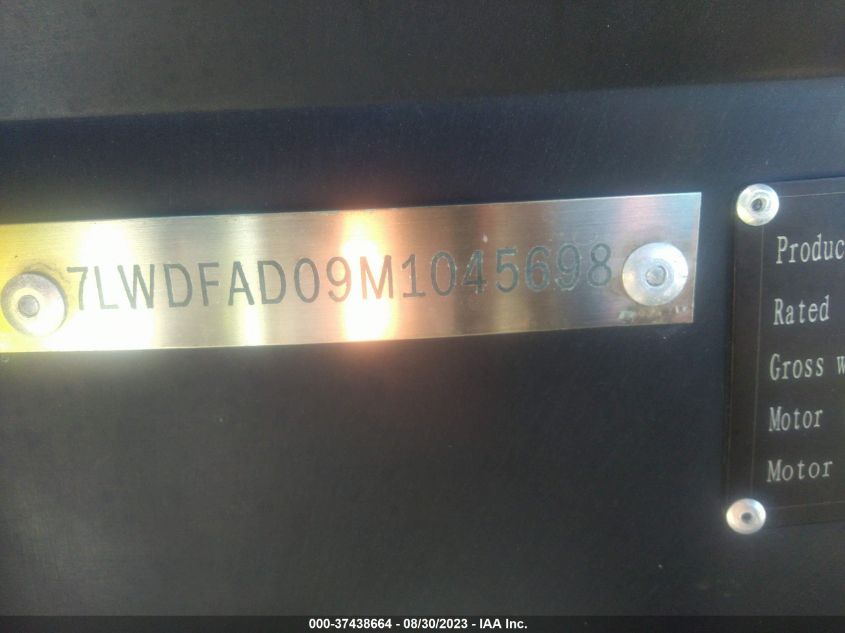 7LWDFAD09M1045698
Produc
Rated
Gross w
Motor
Motor
000-37438664 - 08/30/2023 - IAA Inc.